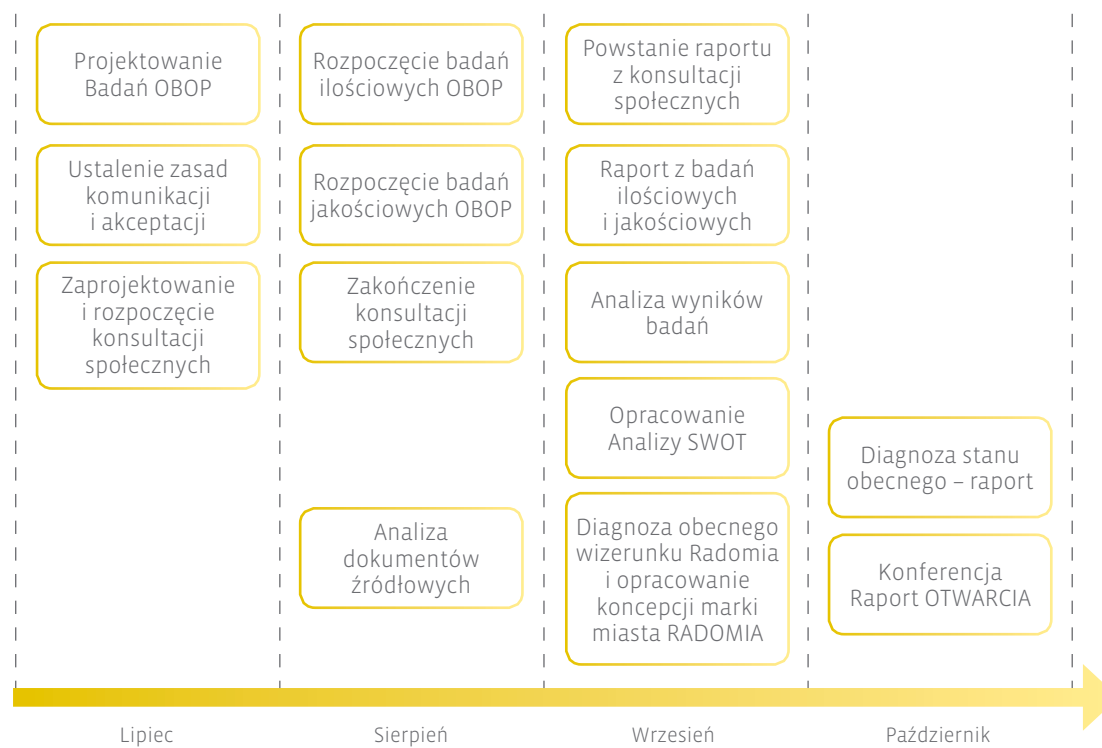 Projektowanie
Badań OBOP
Ustalenie zasad
komunikacji
i akceptacji
Zaprojektowanie
i rozpoczęcie
konsultacji
społecznych
Rozpoczęcie badań
ilościowych OBOP
Rozpoczęcie badań
jakościowych OBOP
Zakończenie
konsultacji
społecznych
Analiza
dokumentów
źródłowych
Powstanie raportu
z konsultacji
społecznych
Raport z badań
ilościowych
i jakościowych
Analiza wyników
badań
Opracowanie
Analizy SWOT
Diagnoza obecnego
wizerunku Radomia
i opracowanie
koncepcji marki
miasta RADOMIA
Diagnoza stanu
obecnego – raport
Konferencja
Raport OTWARCIA
Lipiec
Sierpień
Wrzesień
Październik